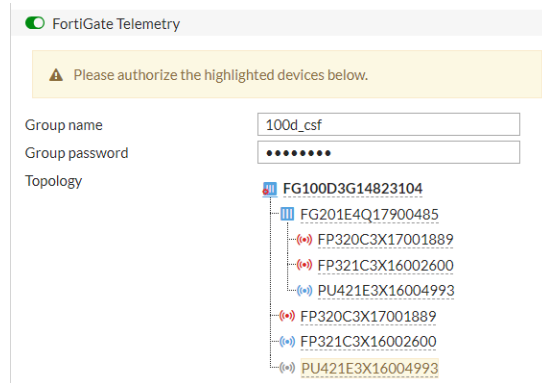 FortiGate Telemetry
Please authorize the highlighted devices below.
Group name 100d_csf
Group password ••••••••
Topology
FG100D3G14823104
FG201E4Q17900485
FP320C3X17001889
FP321C3X16002600
PU421E3X16004993
FP320C3X17001889
FP321C3X16002600
PU421E3X16004993